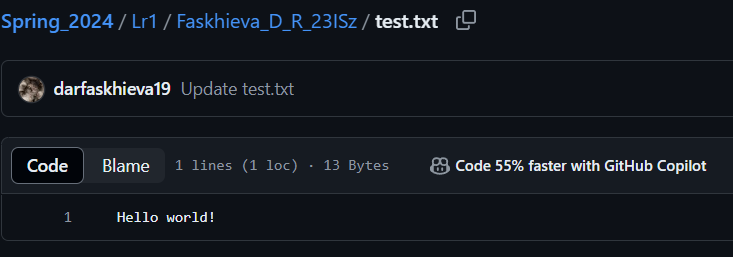 Spring_2024 / Lr1 / Faskhieva_D_R_23ISz / test.txt
darfaskhieva19 Update test.txt
Code Blame 1 lines (1 loc) · 13 Bytes Code 55% faster with GitHub Copilot
1 Hello world!